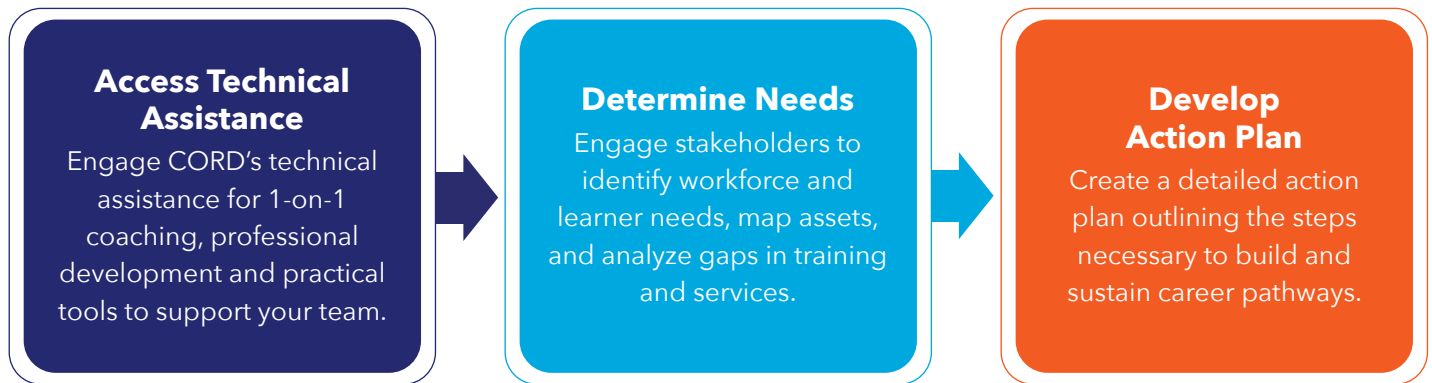 Access Technical
Assistance
Engage CORD’s technical
assistance for 1-on-1
coaching, professional
development and practical
tools to support your team.
Determine Needs
Engage stakeholders to
identify workforce and
learner needs, map assets,
and analyze gaps in training
and services.
Develop
Action Plan
Create a detailed action
plan outlining the steps
necessary to build and
sustain career pathways.